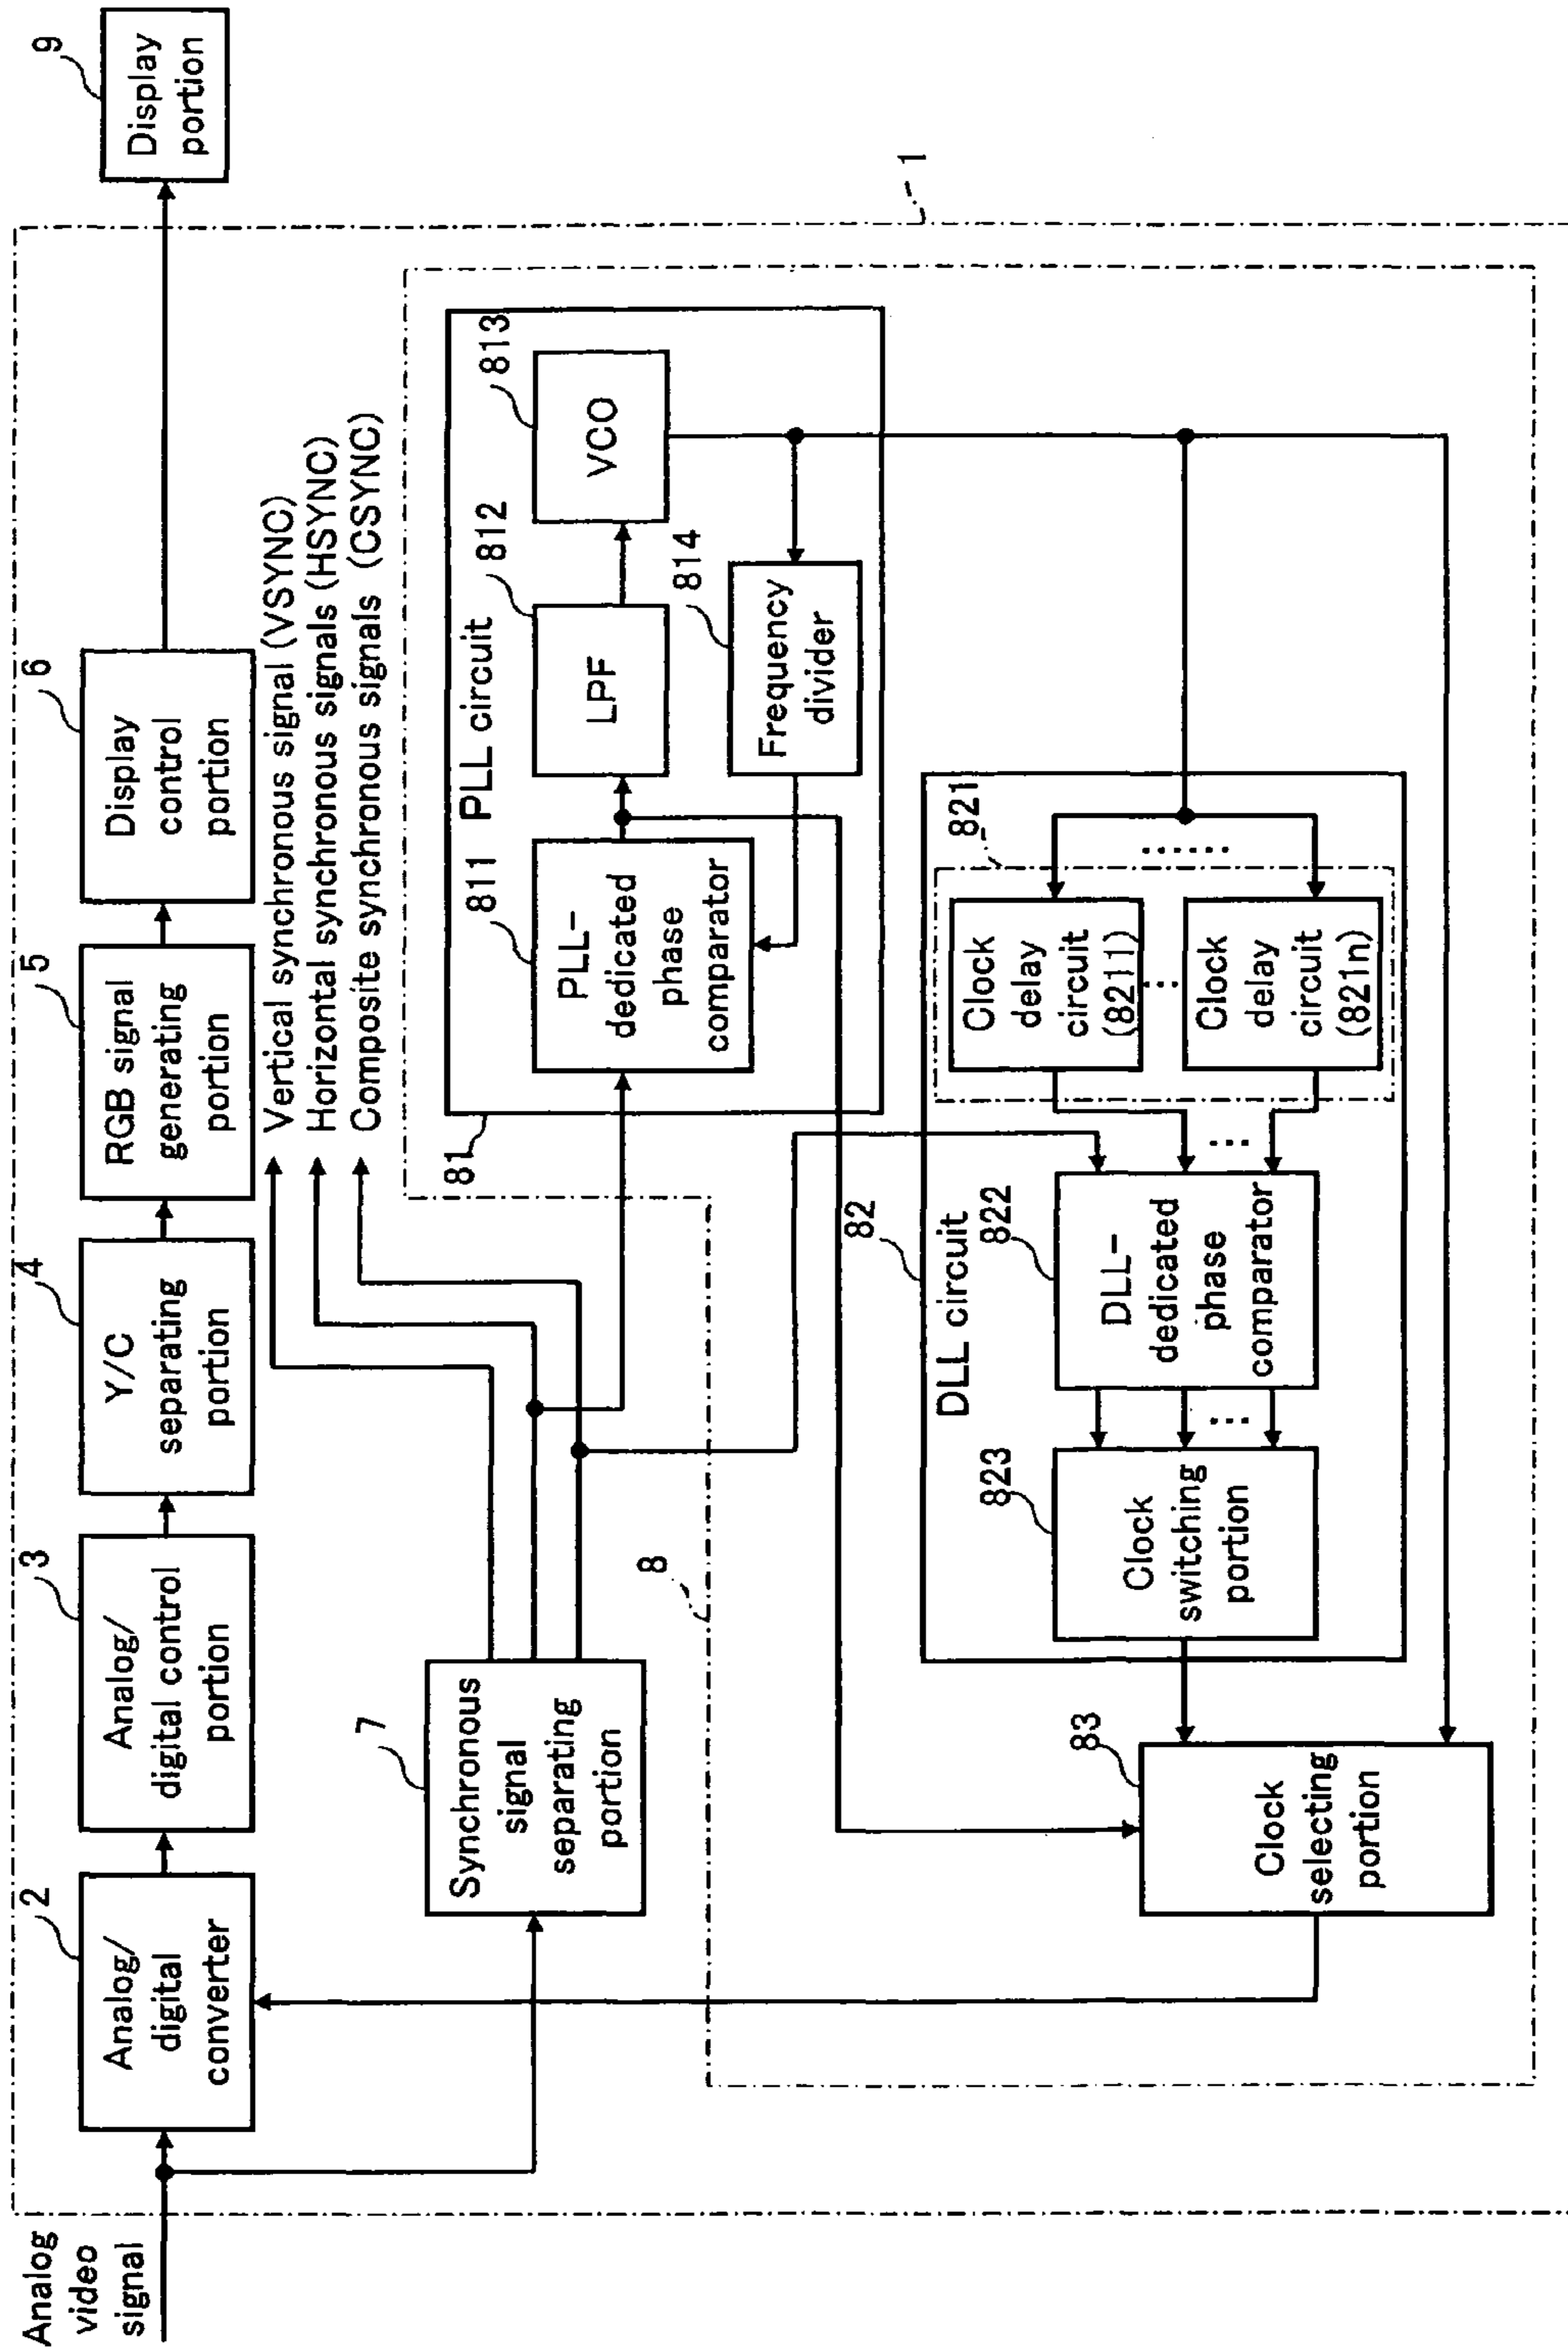 Analog
video
signal
2
Analog/
digital
converter
3
Analog/
digital control
portion
4
Y/C
separating
portion
5
RGB signal
generating
portion
6
Display
control
portion
9
Display
portion
1
Vertical synchronous signal (VSYNC)
Horizontal synchronous signals (HSYNC)
Composite synchronous signals (CSYNC)
7
Synchronous
signal
separating
portion
8
81
PLL circuit
811
PLL-
dedicated
phase
comparator
812
LPF
813
VCO
814
Frequency
divider
82
DLL circuit
821
Clock
delay
circuit
(8211)
......
...
Clock
delay
circuit
(821n)
822
DLL-
dedicated
phase
comparator
...
823
Clock
switching
portion
...
83
Clock
selecting
portion